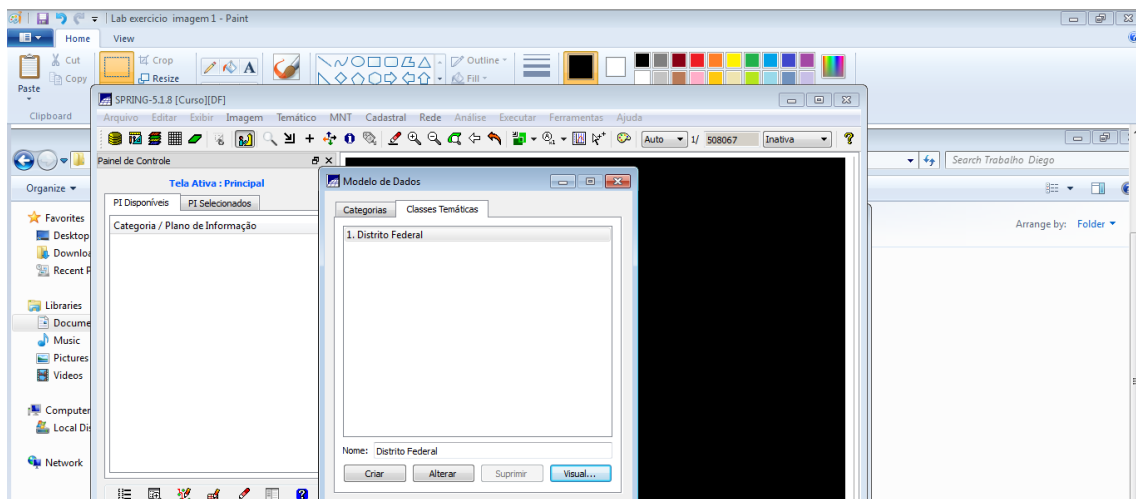 Lab exercicio imagem 1 - Paint
Home View
Cut
Copy
Paste
Crop
Resize
Outline
Fill
Clipboard
SPRING-5.1.8 [Curso][DF]
Arquivo Editar Exibir Imagem Temático MNT Cadastral Rede Análise Executar Ferramentas Ajuda
Auto 1/ 508067 Inativa
Painel de Controle
Tela Ativa : Principal
PI Disponíveis PI Selecionados
Categoria / Plano de Informação
Modelo de Dados
Categorias Classes Temáticas
1. Distrito Federal
Nome: Distrito Federal
Criar Alterar Suprimir Visual...
Search Trabalho Diego
Organize
Arrange by: Folder
Favorites
Desktop
Downloa
Recent P
Libraries
Docume
Music
Pictures
Videos
Computer
Local Dis
Network